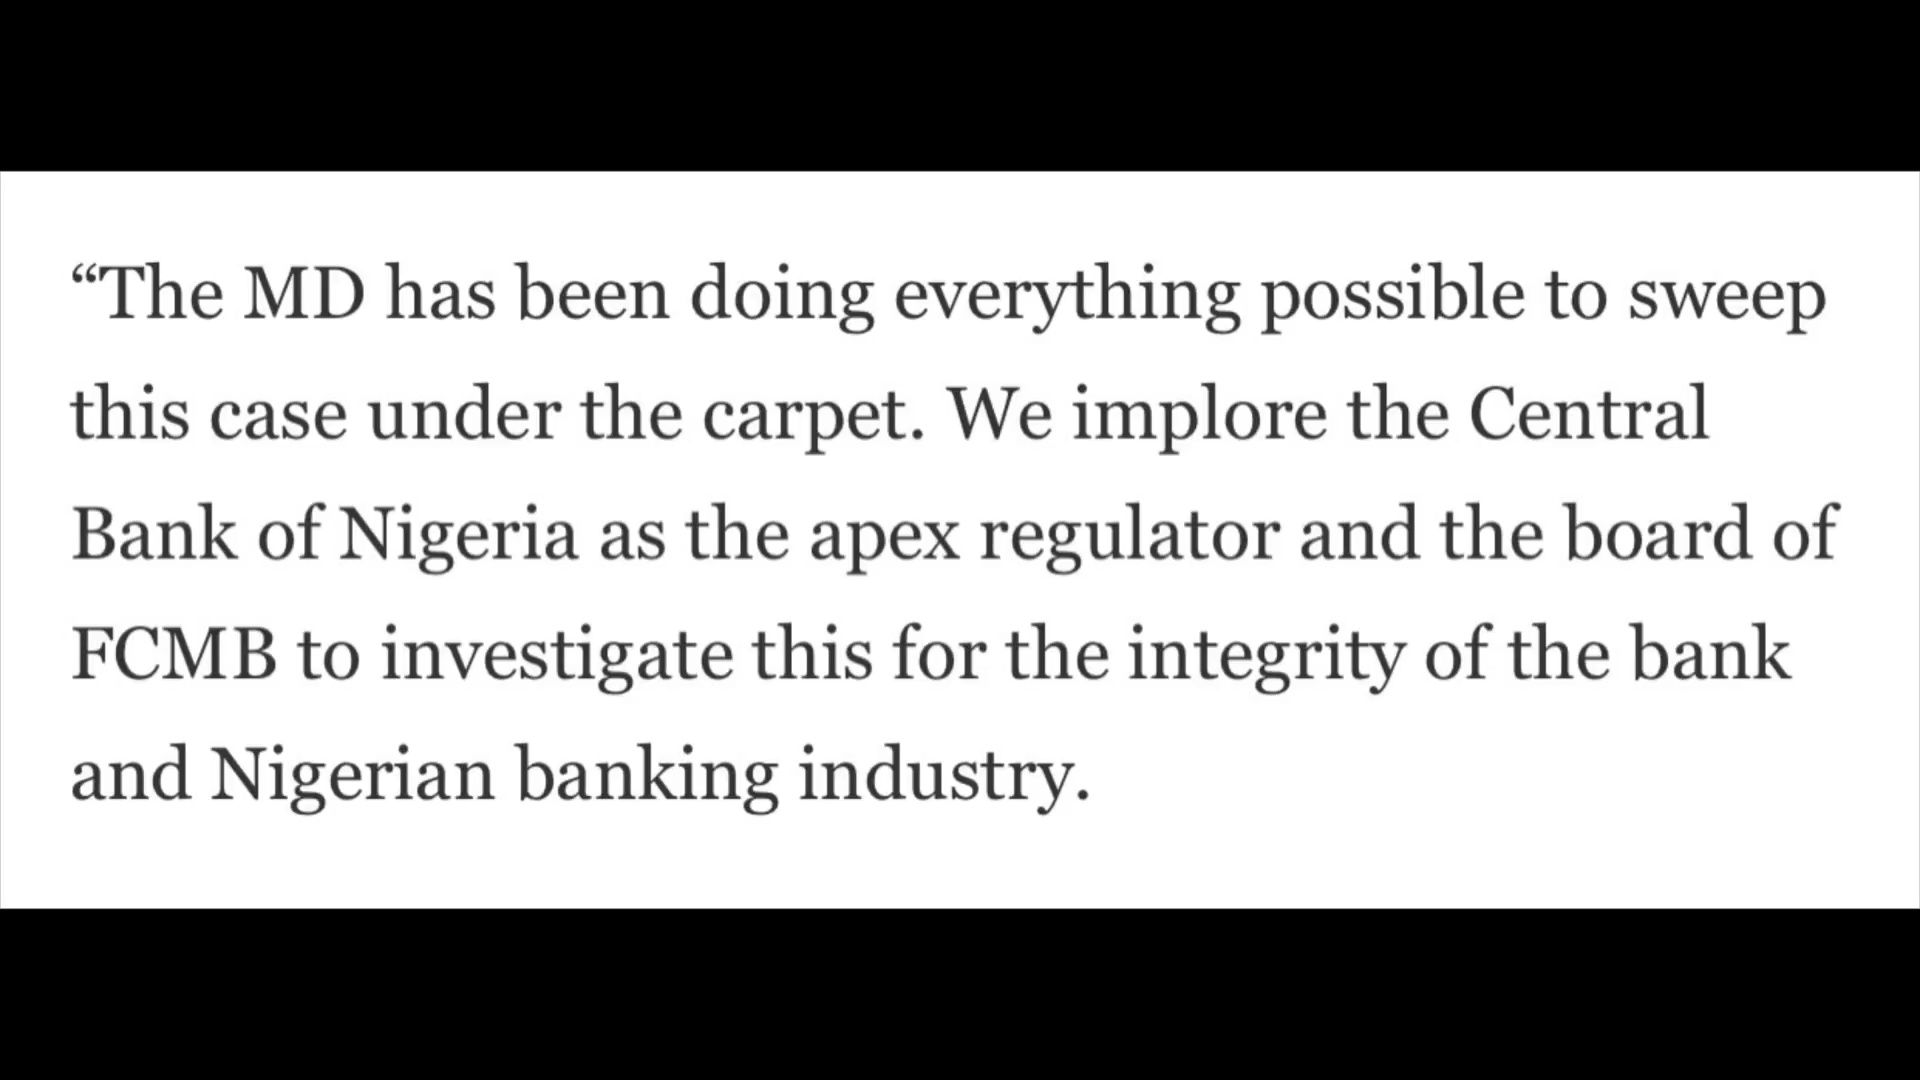 “The MD has been doing everything possible to sweep
this case under the carpet. We implore the Central
Bank of Nigeria as the apex regulator and the board of
FCMB to investigate this for the integrity of the bank
and Nigerian banking industry.